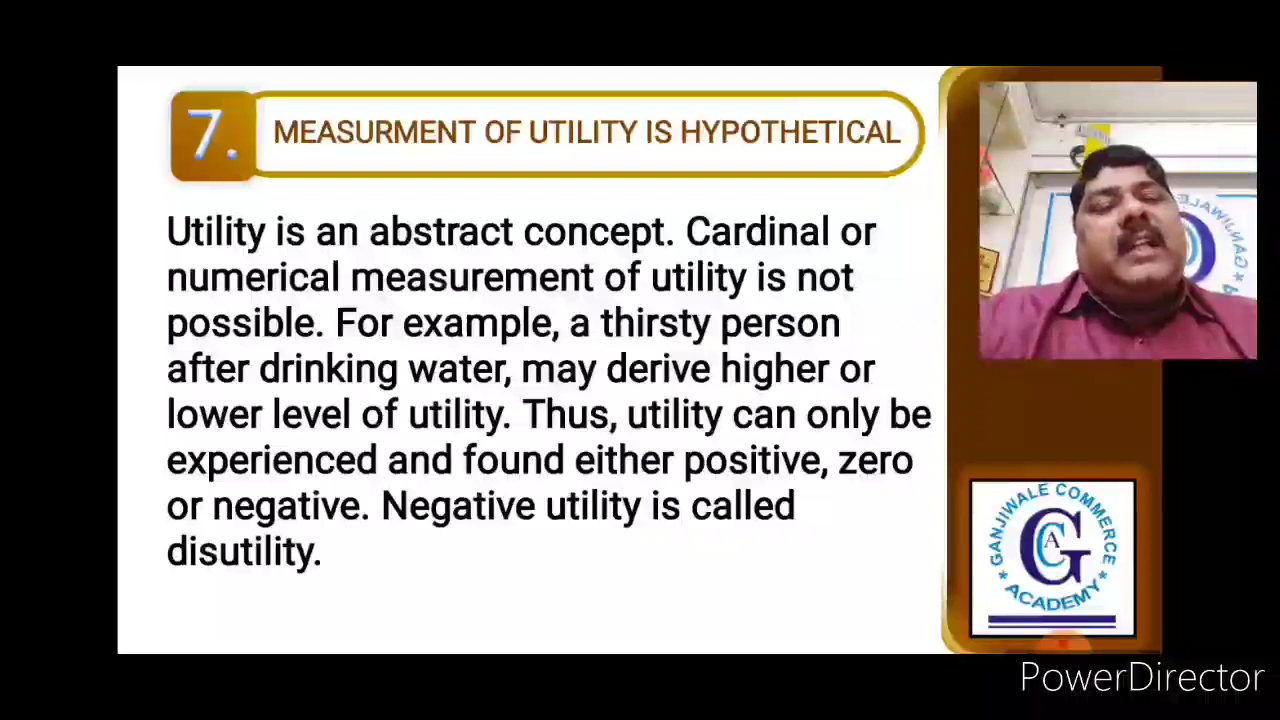 7.
MEASURMENT OF UTILITY IS HYPOTHETICAL
Utility is an abstract concept. Cardinal or
numerical measurement of utility is not
possible. For example, a thirsty person
after drinking water, may derive higher or
lower level of utility. Thus, utility can only be
experienced and found either positive, zero
or negative. Negative utility is called
disutility.
GANJIWALE COMMERCE
GCA
* ACADEMY *
PowerDirector